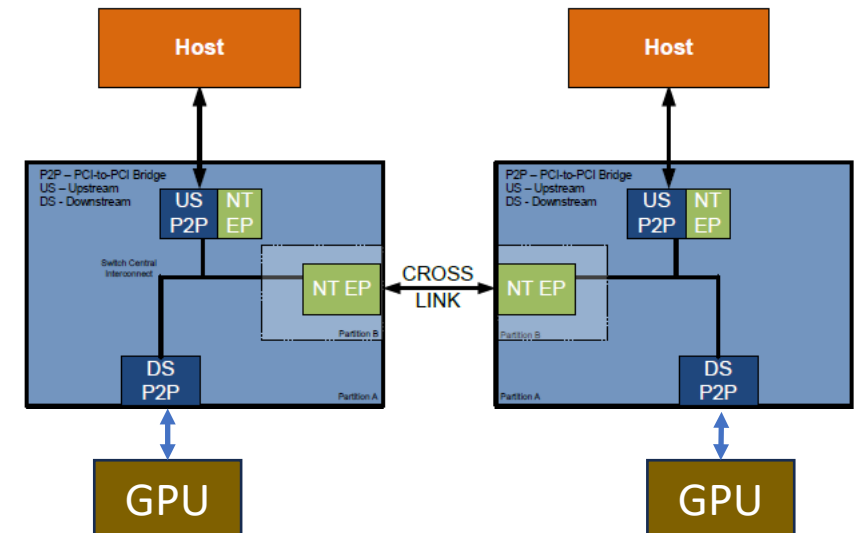 Host
Host
P2P – PCI-to-PCI Bridge
US – Upstream
DS - Downstream
US
P2P
NT
EP
Switch Central
Interconnect
NT EP
Partition B
DS
P2P
Partition A
GPU
CROSS
LINK
P2P – PCI-to-PCI Bridge
US – Upstream
DS - Downstream
US
P2P
NT
EP
NT EP
Partition B
DS
P2P
Partition A
GPU